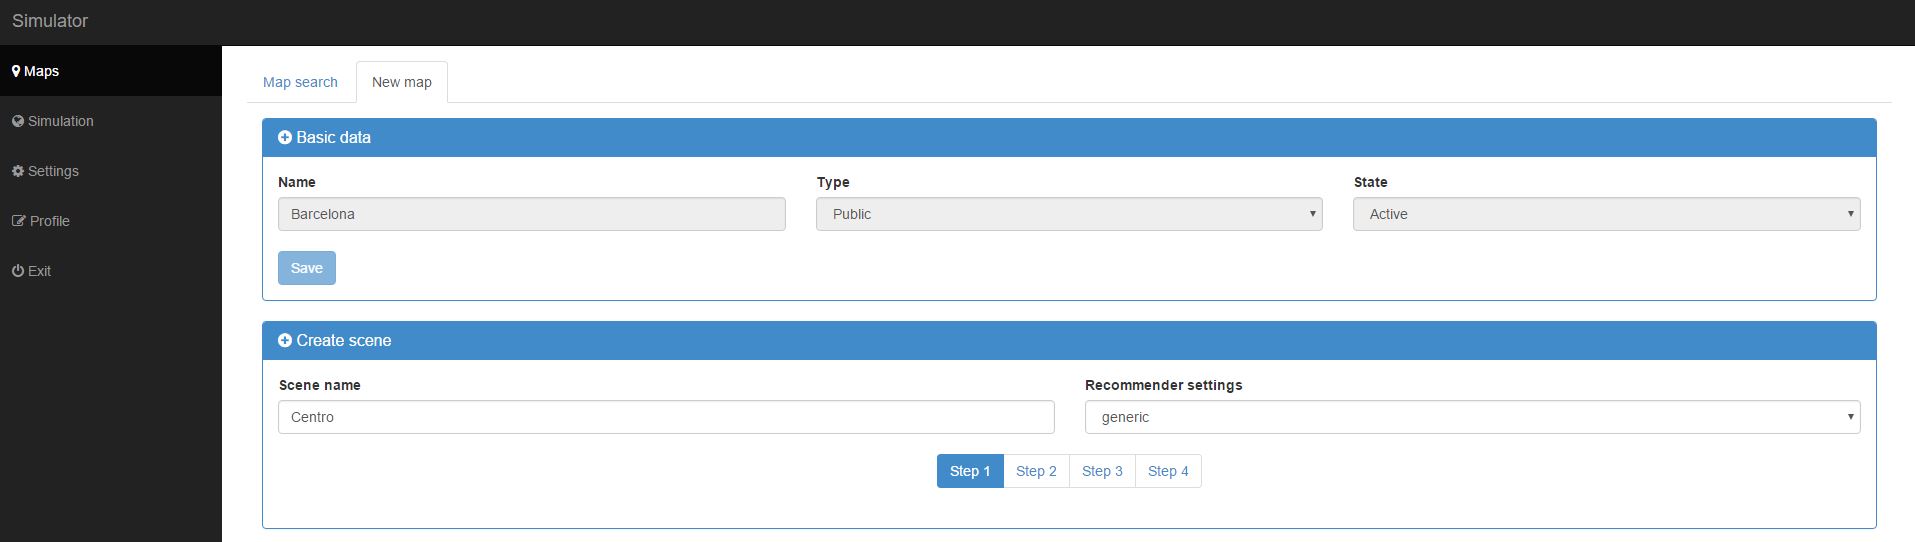 Simulator
Maps
Simulation
Settings
Profile
Exit
Map search New map
Basic data
Name Type State
Barcelona Public Active
Save
Create scene
Scene name Recommender settings
Centro generic
Step 1 Step 2 Step 3 Step 4